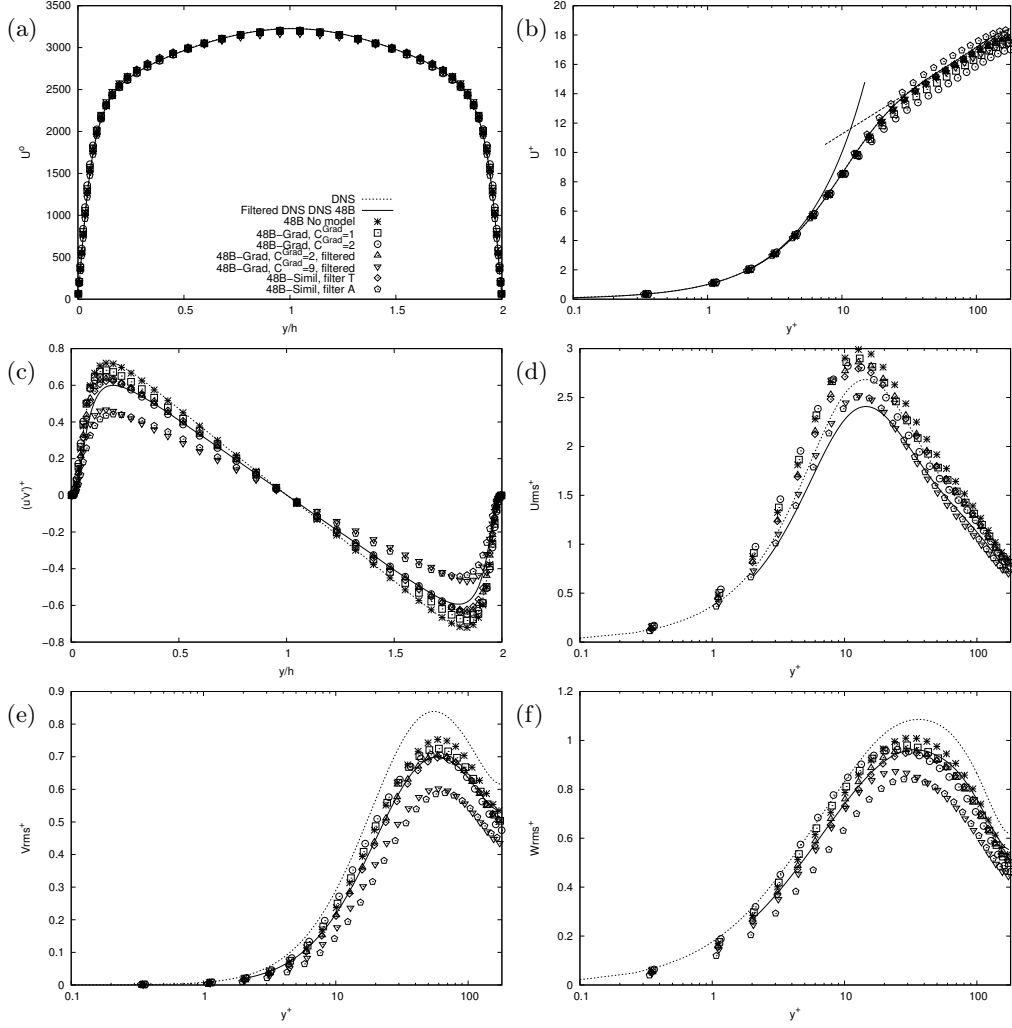 (a)
3500
3000
2500
2000
1500
3500
1000
500
0
U⁰
0
0.5
1
1.5
2
y/h
DNS
Filtered DNS DNS 48B
48B No model
48B-Grad, C^Grad=1
48B-Grad, C^Grad=2
48B-Grad, C^Grad=2, filtered
48B-Grad, C^Grad=9, filtered
48B-Simil, filter T
48B-Simil, filter A
(b)
20
18
16
14
12
10
8
6
4
2
0
U⁺
0.1
1
10
100
y⁺
(c)
0.8
0.6
0.4
0.2
0
-0.2
-0.4
-0.6
-0.8
(u'v')⁺
0
0.5
1
1.5
2
y/h
(d)
3
2.5
2
1.5
1
0.5
0
Urms⁺
0.1
1
10
100
y⁺
(e)
0.9
0.8
0.7
0.6
0.5
0.4
0.3
0.2
0.1
0
Vrms⁺
0.1
1
10
100
y⁺
(f)
1.2
1
0.8
0.6
0.4
0.2
0
Wrms⁺
0.1
1
10
100
y⁺